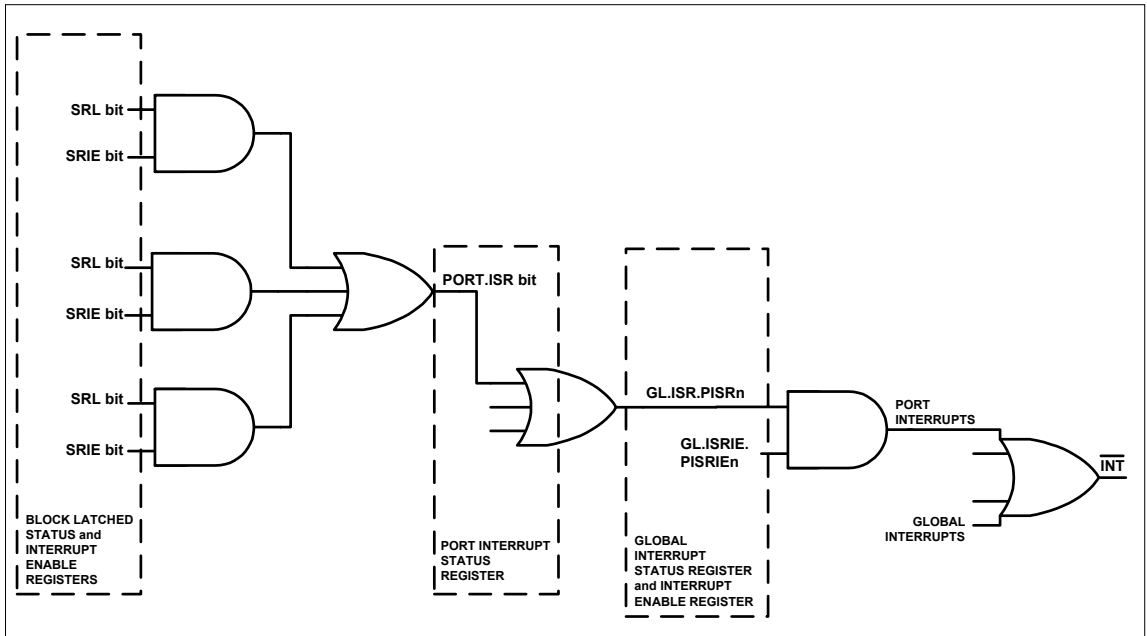 SRL bit
SRIE bit
SRL bit
SRIE bit
SRL bit
SRIE bit
BLOCK LATCHED
STATUS and
INTERRUPT
ENABLE
REGISTERS
PORT.ISR bit
PORT INTERRUPT
STATUS
REGISTER
GL.ISR.PISRn
GL.ISRIE.
PISRIEn
GLOBAL
INTERRUPT
STATUS REGISTER
and INTERRUPT
ENABLE REGISTER
PORT
INTERRUPTS
GLOBAL
INTERRUPTS
INT